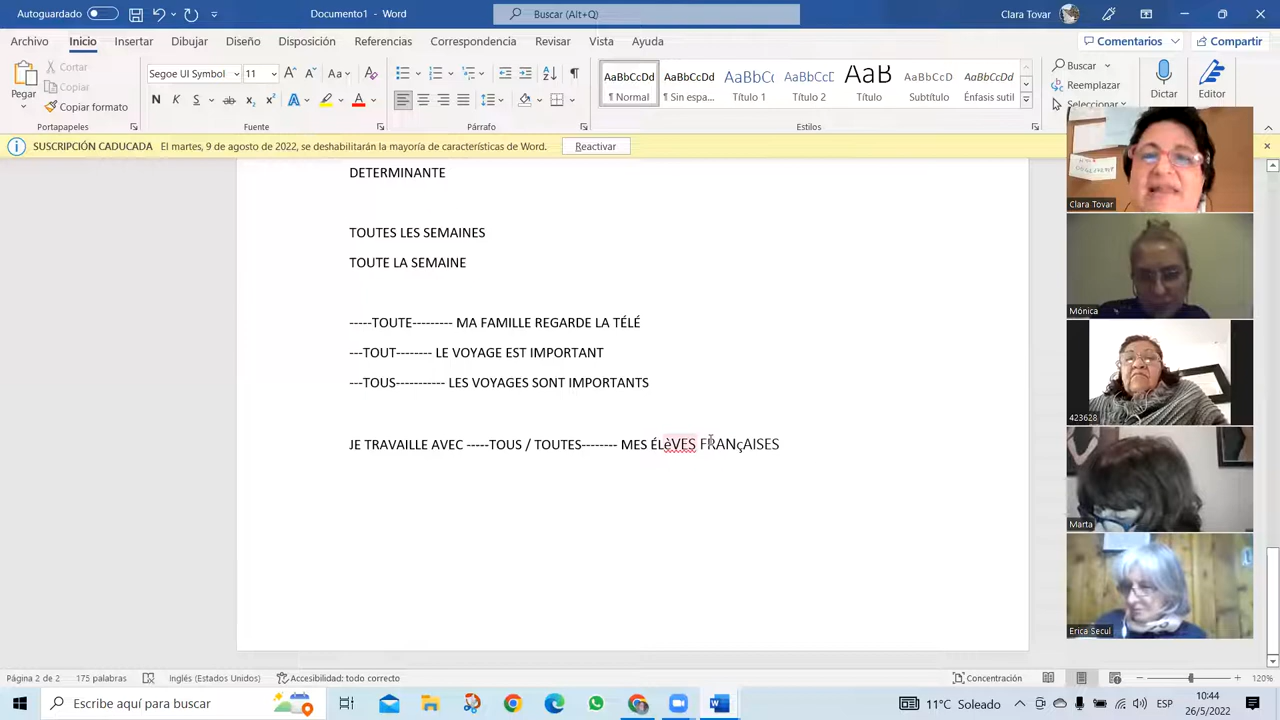 DETERMINANTE
Documento1
Buscar (Alt+Q)
Clara Tovar
Archivo Inicio Insertar Dibujar Diseño Disposición Referencias Correspondencia Revisar Vista Ayuda
Comentarios Compartir
Pegar
Cortar
Copiar
Copiar formato
Portapapeles
Segoe UI Symbol 11
Fuente
Párrafo
AaBbCcDd AaBbCcDd AaBbCc AaBbCcD AaB AaBbCcD AaBbCcDd
¶ Normal ¶ Sin espa... Título 1 Título 2 Título Subtítulo Énfasis sutil
Estilos
Buscar
Reemplazar
Seleccionar
Dictar
Editor
SUSCRIPCIÓN CADUCADA El martes, 9 de agosto de 2022, se deshabilitarán la mayoría de características de Word. Reactivar
TOUTES LES SEMAINES
TOUTE LA SEMAINE
-----TOUTE--------- MA FAMILLE REGARDE LA TÉLÉ
---TOUT-------- LE VOYAGE EST IMPORTANT
---TOUS----------- LES VOYAGES SONT IMPORTANTS
JE TRAVAILLE AVEC -----TOUS / TOUTES-------- MES ÉLèVES FRANçAISES
Clara Tovar
Mónica
423628
Marta
Erica Secul
Página 2 de 2 175 palabras Inglés (Estados Unidos) Accesibilidad: todo correcto
Concentración 120%
Escribe aquí para buscar
11°C Soleado ESP
10:44
26/5/2022